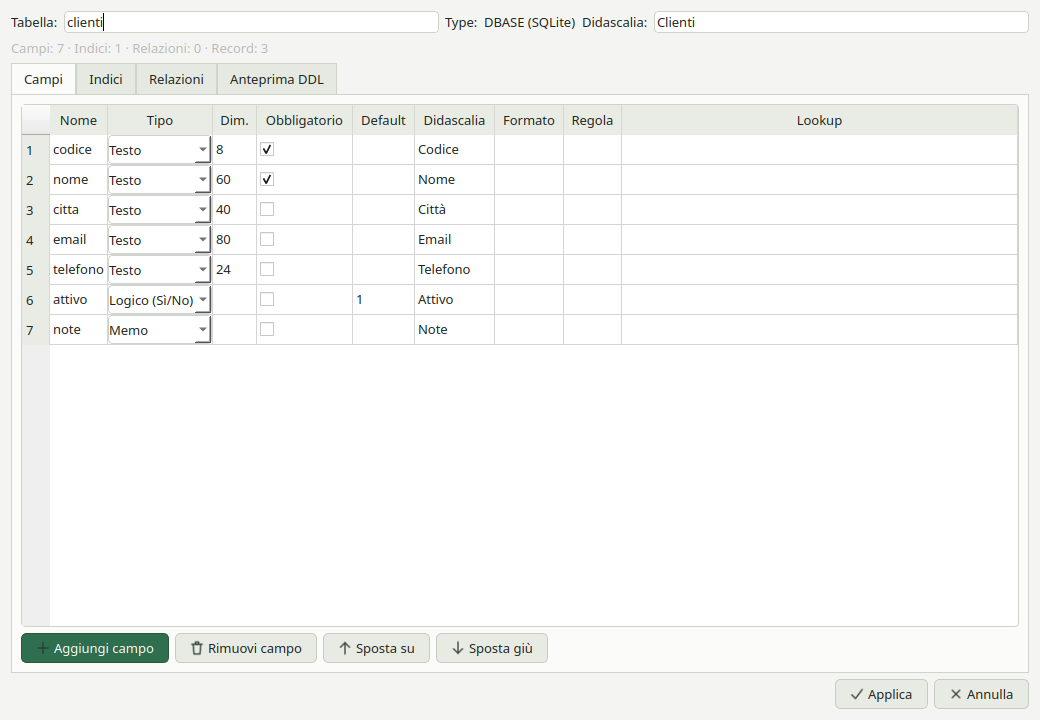 Tabella: clienti Type: DBASE (SQLite) Didascalia: Clienti
Campi: 7 · Indici: 1 · Relazioni: 0 · Record: 3
Campi Indici Relazioni Anteprima DDL
Nome Tipo Dim. Obbligatorio Default Didascalia Formato Regola Lookup
1 codice Testo 8 Codice
2 nome Testo 60 Nome
3 citta Testo 40 Città
4 email Testo 80 Email
5 telefono Testo 24 Telefono
6 attivo Logico (Sì/No) 1 Attivo
7 note Memo Note
Aggiungi campo Rimuovi campo Sposta su Sposta giù
Applica Annulla